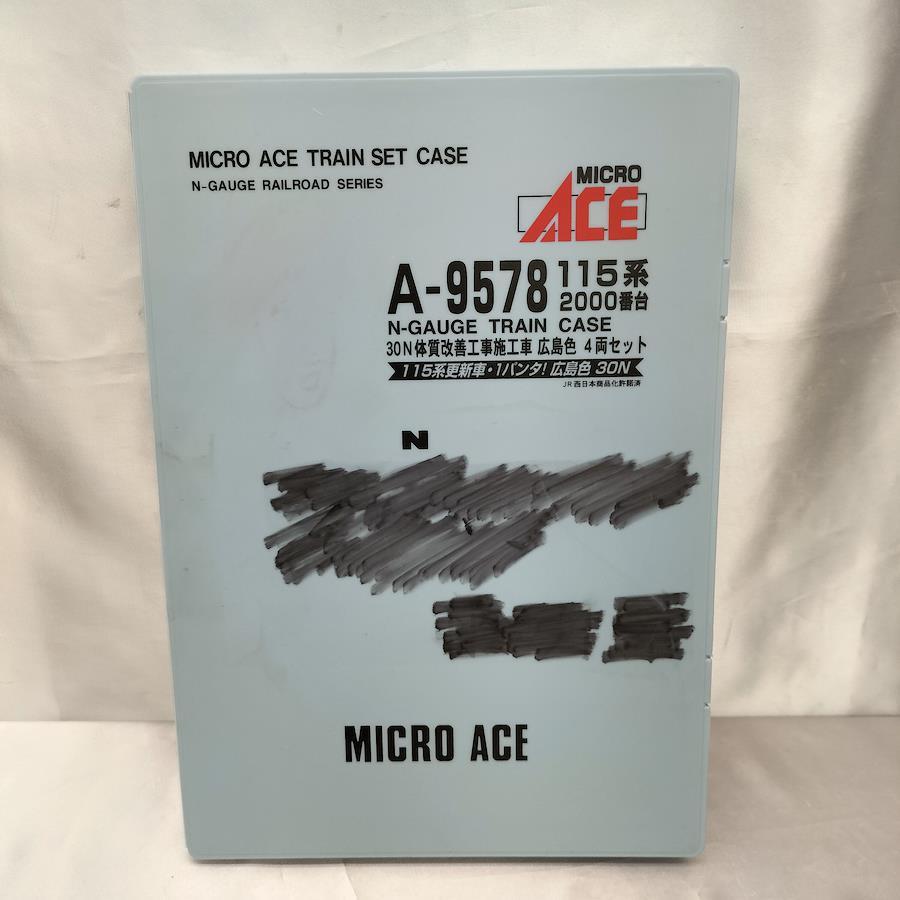 MICRO ACE TRAIN SET CASE
N-GAUGE RAILROAD SERIES
MICRO
ACE
A-9578 115系
2000番台
N-GAUGE TRAIN CASE
30N体質改善工事施工車 広島色 4両セット
115系更新車・1パンタ! 広島色 30N
JR西日本商品化許諾済
N
MICRO ACE